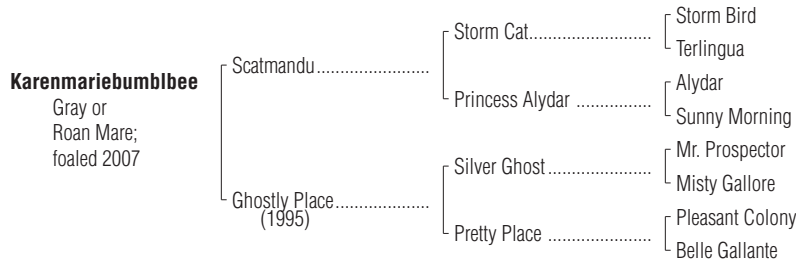 Karenmariebumblbee
Gray or
Roan Mare;
foaled 2007
Scatmandu
Ghostly Place
(1995)
Storm Cat
Princess Alydar
Silver Ghost
Pretty Place
Storm Bird
Terlingua
Alydar
Sunny Morning
Mr. Prospector
Misty Gallore
Pleasant Colony
Belle Gallante